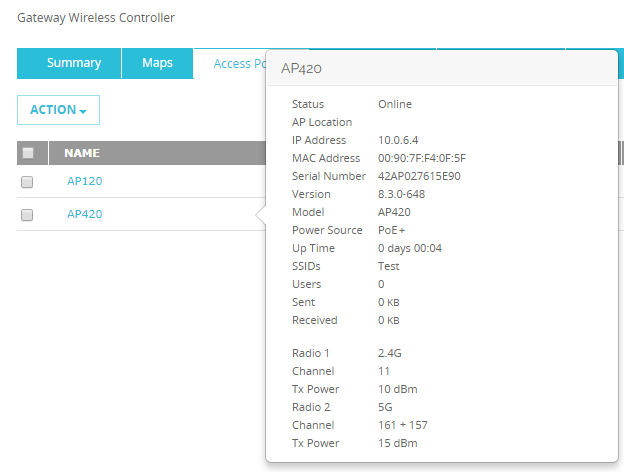 Gateway Wireless Controller
Summary Maps Access Po
AP420
ACTION
NAME
AP120
AP420
Status Online
AP Location
IP Address 10.0.6.4
MAC Address 00:90:7F:F4:0F:5F
Serial Number 42AP027615E90
Version 8.3.0-648
Model AP420
Power Source PoE+
Up Time 0 days 00:04
SSIDs Test
Users 0
Sent 0 KB
Received 0 KB
Radio 1 2.4G
Channel 11
Tx Power 10 dBm
Radio 2 5G
Channel 161 + 157
Tx Power 15 dBm